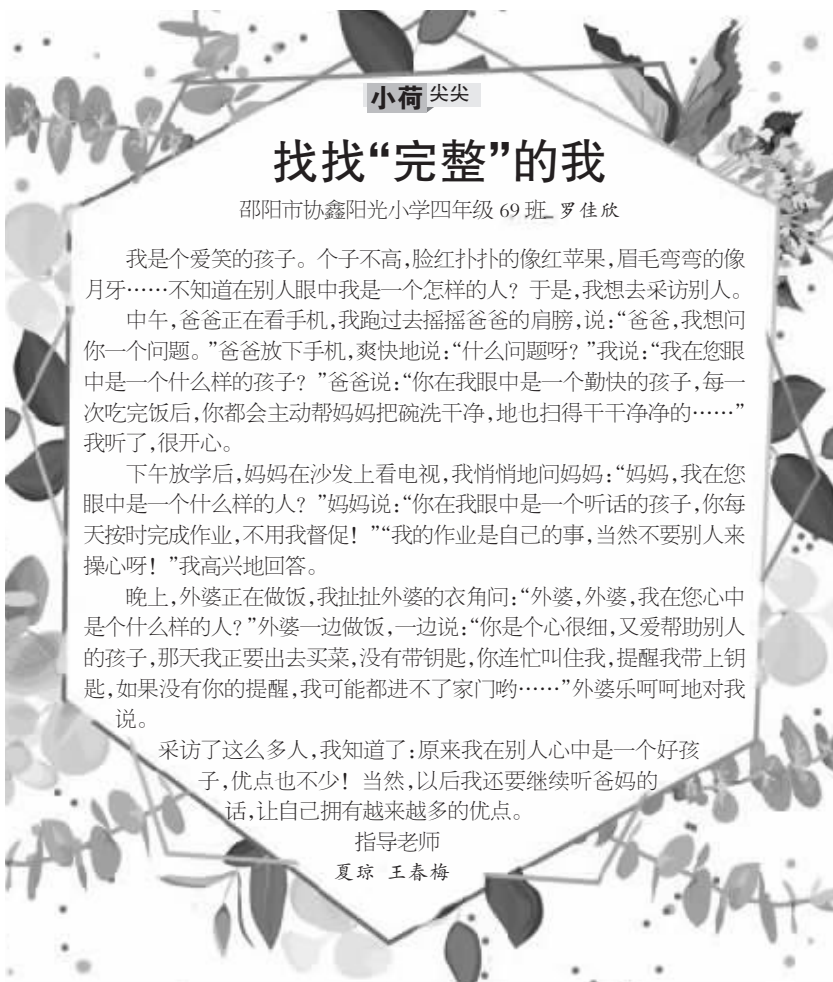 小荷 尖尖
找找“完整”的我
邵阳市协鑫阳光小学四年级 69 班 罗佳欣
我是个爱笑的孩子。个子不高,脸红扑扑的像红苹果,眉毛弯弯的像
月牙……不知道在别人眼中我是一个怎样的人?于是,我想去采访别人。
中午,爸爸正在看手机,我跑过去摇摇爸爸的肩膀,说:“爸爸,我想问
你一个问题。”爸爸放下手机,爽快地说:“什么问题呀?”我说:“我在您眼
中是一个什么样的孩子?”爸爸说:“你在我眼中是一个勤快的孩子,每一
次吃完饭后,你都会主动帮妈妈把碗洗干净,地也扫得干干净净的……”
我听了,很开心。
下午放学后,妈妈在沙发上看电视,我悄悄地问妈妈:“妈妈,我在您
眼中是一个什么样的人?”妈妈说:“你在我眼中是一个听话的孩子,你每
天按时完成作业,不用我督促!”“我的作业是自己的事,当然不要别人来
操心呀!”我高兴地回答。
晚上,外婆正在做饭,我扯扯外婆的衣角问:“外婆,外婆,我在您心中
是个什么样的人?”外婆一边做饭,一边说:“你是个心很细,又爱帮助别人
的孩子,那天我正要出去买菜,没有带钥匙,你连忙叫住我,提醒我带上钥
匙,如果没有你的提醒,我可能都进不了家门哟……”外婆乐呵呵地对我
说。
采访了这么多人,我知道了:原来我在别人心中是一个好孩
子,优点也不少!当然,以后我还要继续听爸妈的
话,让自己拥有越来越多的优点。
指导老师
夏琼 王春梅